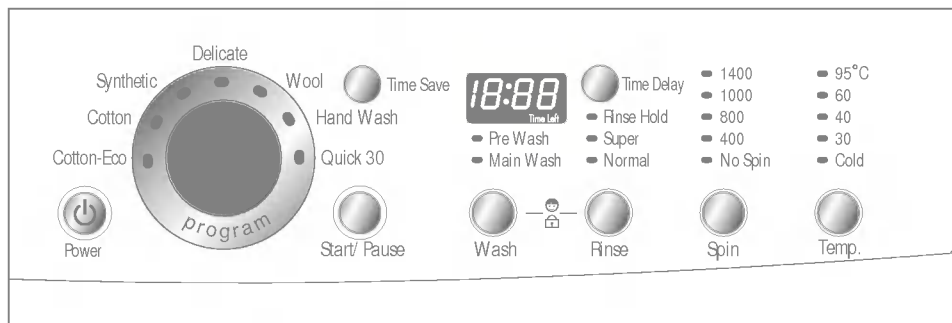 Delicate
Synthetic
Wool
Cotton
Hand Wash
Cotton-Eco
Quick 30
program
Power
Time Save
Start/ Pause
18:88
Time Left
Pre Wash
Main Wash
Wash
Time Delay
Rinse Hold
Super
Normal
Rinse
1400
1000
800
400
No Spin
Spin
95°C
60
40
30
Cold
Temp.